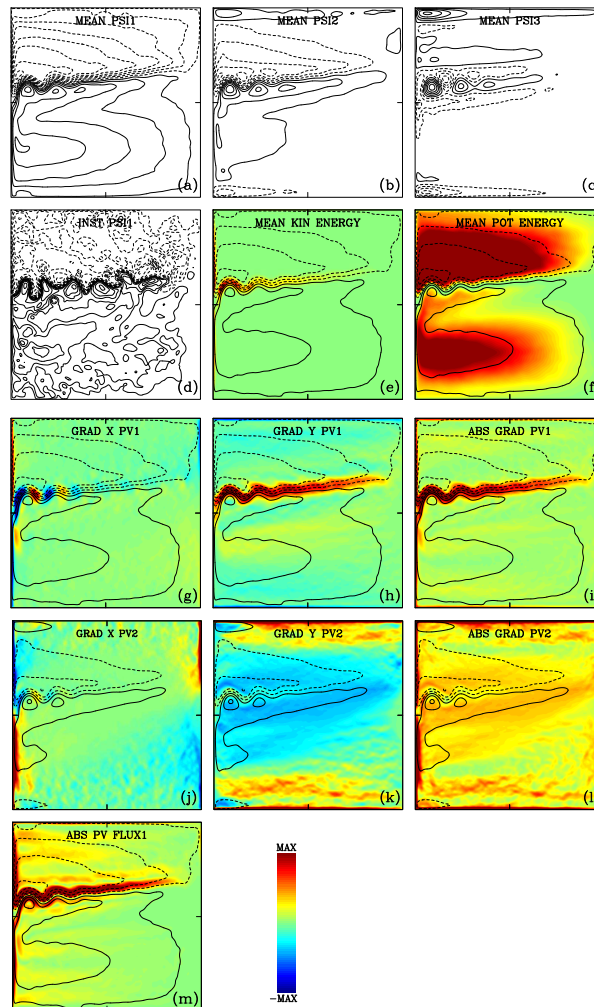 MEAN PSI1
(a)
MEAN PSI2
(b)
MEAN PSI3
(c)
INST PSI1
(d)
MEAN KIN ENERGY
(e)
MEAN POT ENERGY
(f)
GRAD X PV1
(g)
GRAD Y PV1
(h)
ABS GRAD PV1
(i)
GRAD X PV2
(j)
GRAD Y PV2
(k)
ABS GRAD PV2
(l)
ABS PV FLUX1
(m)
MAX
-MAX